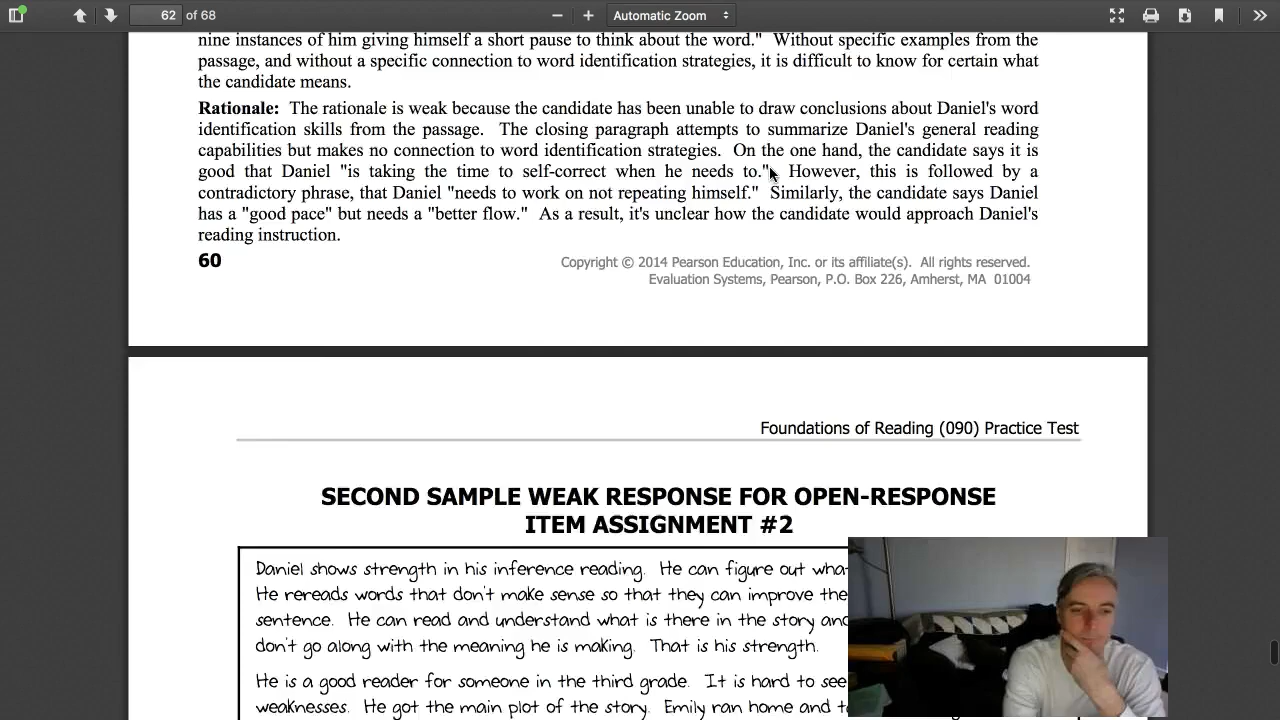 62 of 68
Automatic Zoom
nine instances of him giving himself a short pause to think about the word." Without specific examples from the
passage, and without a specific connection to word identification strategies, it is difficult to know for certain what
the candidate means.
Rationale: The rationale is weak because the candidate has been unable to draw conclusions about Daniel's word
identification skills from the passage. The closing paragraph attempts to summarize Daniel's general reading
capabilities but makes no connection to word identification strategies. On the one hand, the candidate says it is
good that Daniel "is taking the time to self-correct when he needs to." However, this is followed by a
contradictory phrase, that Daniel "needs to work on not repeating himself." Similarly, the candidate says Daniel
has a "good pace" but needs a "better flow." As a result, it's unclear how the candidate would approach Daniel's
reading instruction.
60
Copyright © 2014 Pearson Education, Inc. or its affiliate(s). All rights reserved.
Evaluation Systems, Pearson, P.O. Box 226, Amherst, MA 01004
Foundations of Reading (090) Practice Test
SECOND SAMPLE WEAK RESPONSE FOR OPEN-RESPONSE
ITEM ASSIGNMENT #2
Daniel shows strength in his inference reading. He can figure out
He rereads words that don't make sense so that they can improve the
sentence. He can read and understand what is there in the story
don't go along with the meaning he is making. That is his strength.
He is a good reader for someone in the third grade. It is hard to see
weaknesses. He got the main plot of the story. Emily ran home and